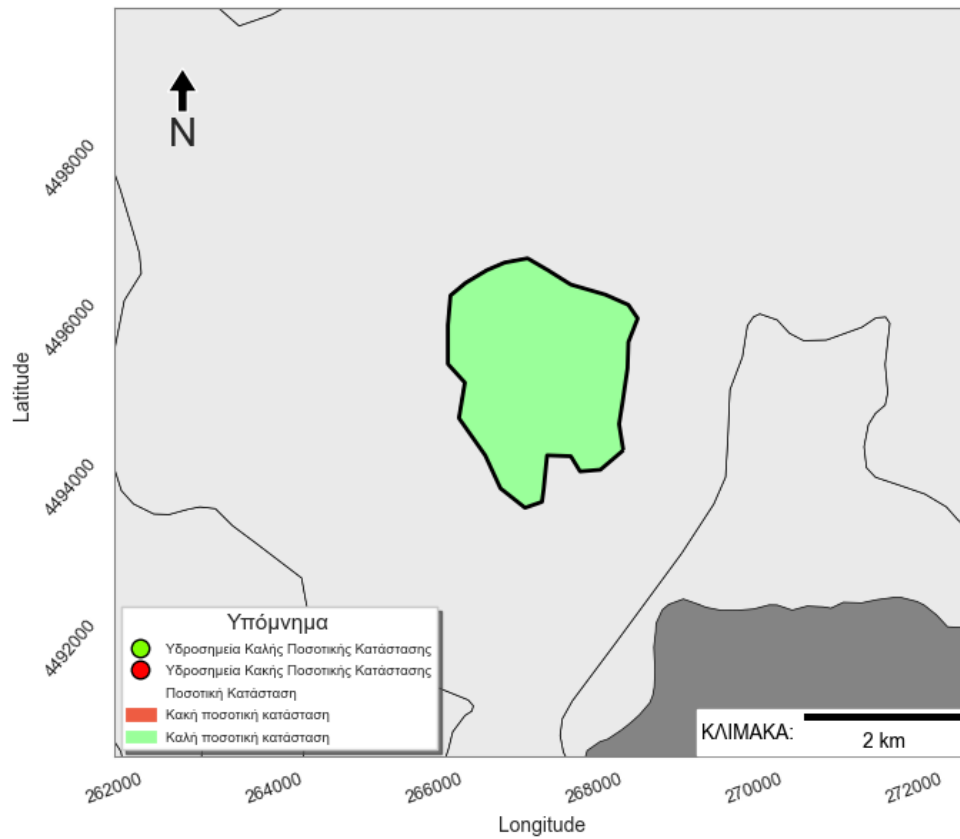 N
4498000
4496000
4494000
4492000
Latitude
Υπόμνημα
Υδροσημεία Καλής Ποσοτικής Κατάστασης
Υδροσημεία Κακής Ποσοτικής Κατάστασης
Ποσοτική Κατάσταση
Κακή ποσοτική κατάσταση
Καλή ποσοτική κατάσταση
ΚΛΙΜΑΚΑ:
2 km
262000
264000
266000
268000
270000
272000
Longitude